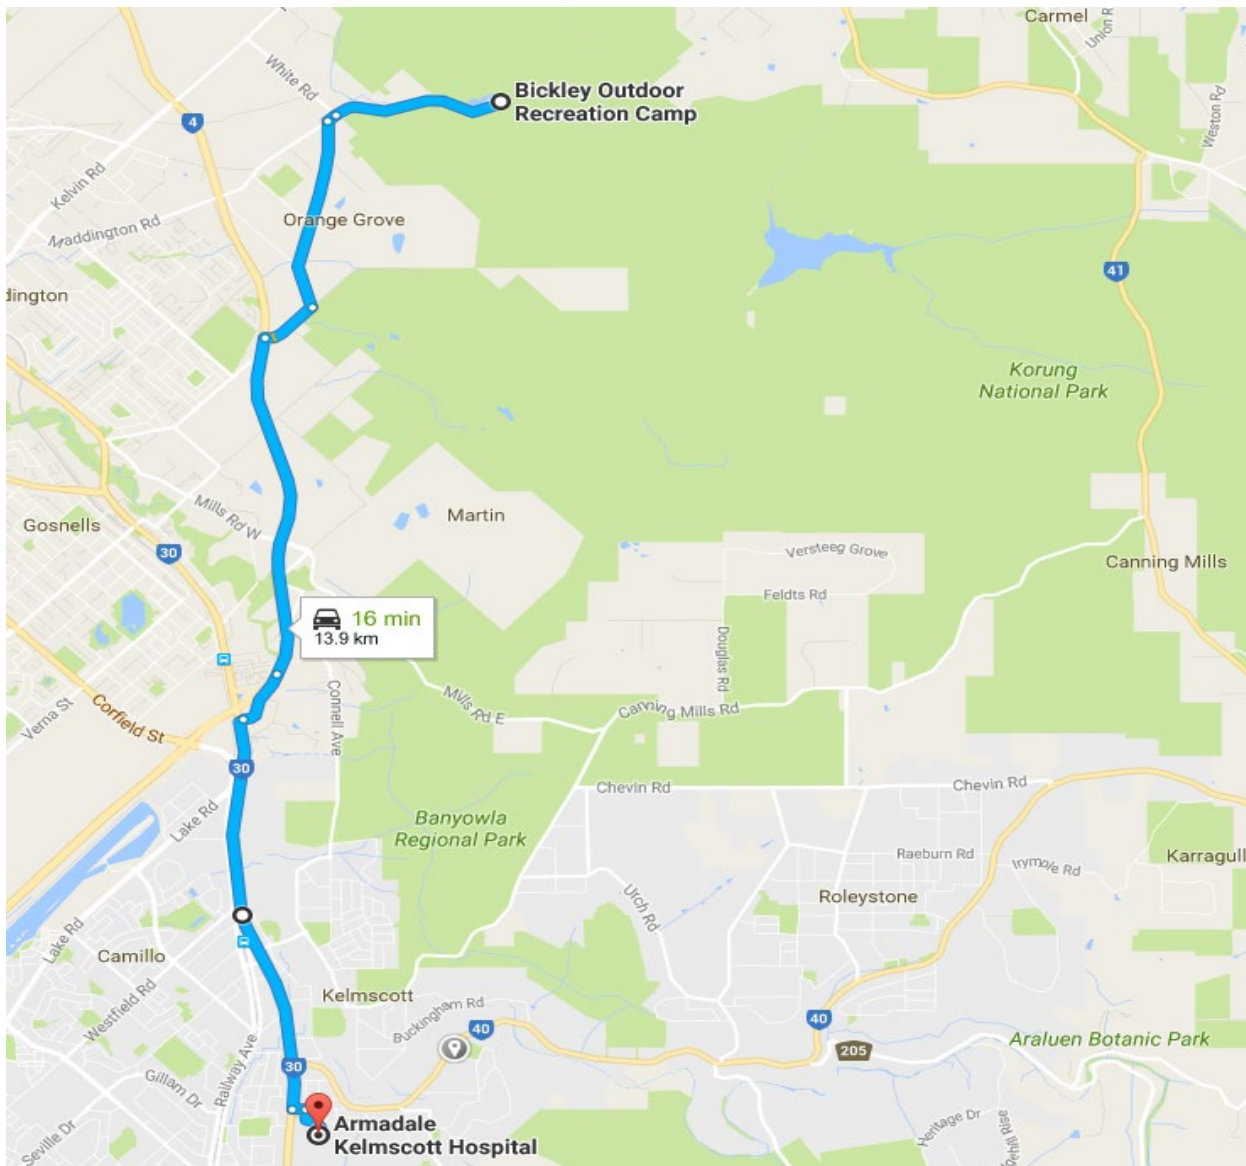 Carmel
Union R
White Rd
Bickley Outdoor
Recreation Camp
4
Weston Rd
Kelvin Rd
Orange Grove
Maddington Rd
41
dington
Korung
National Park
Mills Rd W
Martin
Gosnells
30
Versteeg Grove
Canning Mills
Feldts Rd
16 min
13.9 km
Douglas Rd
Connell Ave
Verna St
Corfield St
Mills Rd E
Canning Mills Rd
30
Chevin Rd
Chevin Rd
Lake Rd
Banyowla
Regional Park
Raeburn Rd
Irymple Rd
Karragull
Urch Rd
Roleystone
Lake Rd
Camillo
Westfield Rd
Kelmscott
Buckingham Rd
40
40
Railway Ave
205
Araluen Botanic Park
30
Gillam Dr
Seville Dr
Armadale
Kelmscott Hospital
Heritage Dr
ehill Rise